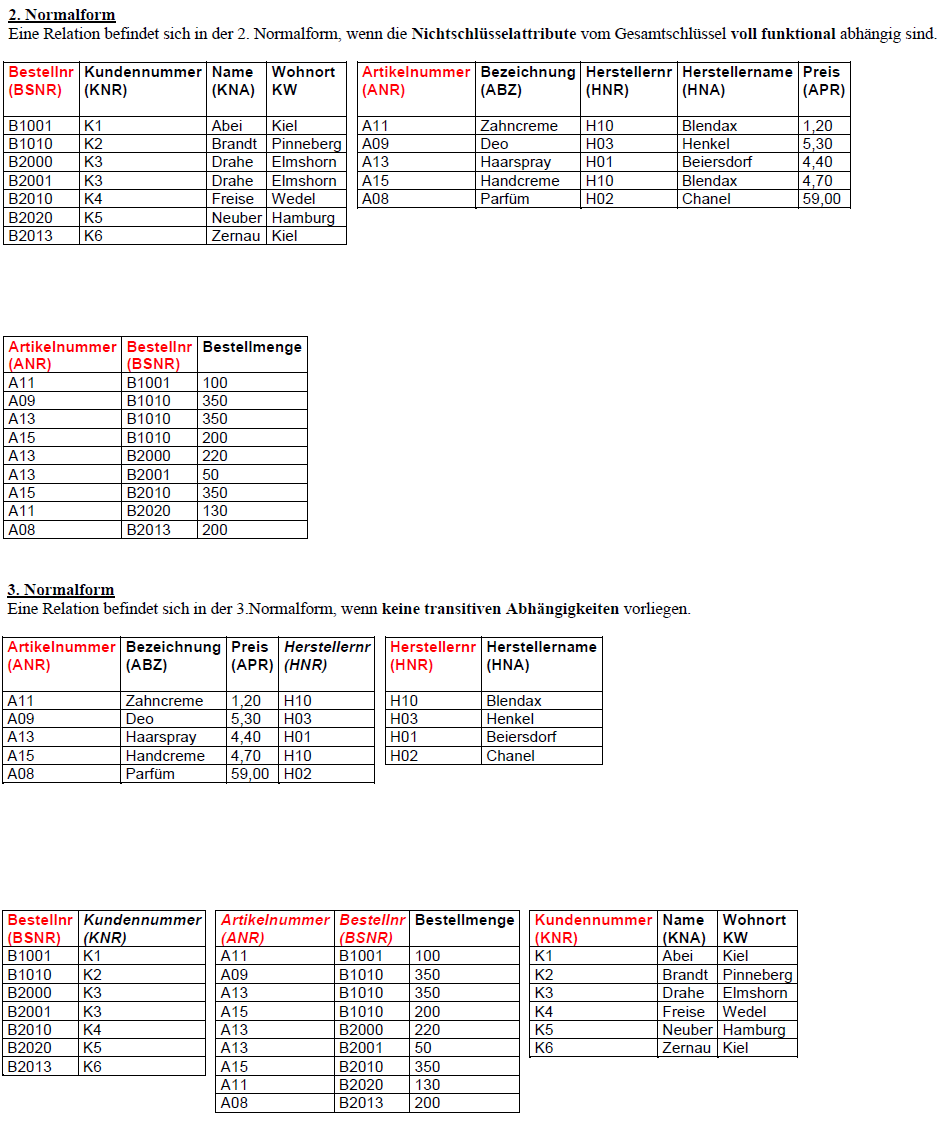 2. Normalform
Eine Relation befindet sich in der 2. Normalform, wenn die Nichtschlüsselattribute vom Gesamtschlüssel voll funktional abhängig sind.
Bestellnr Kundennummer Name Wohnort
(BSNR) (KNR) (KNA) KW
B1001 K1 Abei Kiel
B1010 K2 Brandt Pinneberg
B2000 K3 Drahe Elmshorn
B2001 K3 Drahe Elmshorn
B2010 K4 Freise Wedel
B2020 K5 Neuber Hamburg
B2013 K6 Zernau Kiel
Artikelnummer Bezeichnung Herstellernr Herstellername Preis
(ANR) (ABZ) (HNR) (HNA) (APR)
A11 Zahncreme H10 Blendax 1,20
A09 Deo H03 Henkel 5,30
A13 Haarspray H01 Beiersdorf 4,40
A15 Handcreme H10 Blendax 4,70
A08 Parfüm H02 Chanel 59,00
Artikelnummer Bestellnr Bestellmenge
(ANR) (BSNR)
A11 B1001 100
A09 B1010 350
A13 B1010 350
A15 B1010 200
A13 B2000 220
A13 B2001 50
A15 B2010 350
A11 B2020 130
A08 B2013 200
3. Normalform
Eine Relation befindet sich in der 3.Normalform, wenn keine transitiven Abhängigkeiten vorliegen.
Artikelnummer Bezeichnung Preis Herstellernr
(ANR) (ABZ) (APR) (HNR)
A11 Zahncreme 1,20 H10
A09 Deo 5,30 H03
A13 Haarspray 4,40 H01
A15 Handcreme 4,70 H10
A08 Parfüm 59,00 H02
Herstellernr Herstellername
(HNR) (HNA)
H10 Blendax
H03 Henkel
H01 Beiersdorf
H02 Chanel
Bestellnr Kundennummer
(BSNR) (KNR)
B1001 K1
B1010 K2
B2000 K3
B2001 K3
B2010 K4
B2020 K5
B2013 K6
Artikelnummer Bestellnr Bestellmenge
(ANR) (BSNR)
A11 B1001 100
A09 B1010 350
A13 B1010 350
A15 B1010 200
A13 B2000 220
A13 B2001 50
A15 B2010 350
A11 B2020 130
A08 B2013 200
Kundennummer Name Wohnort
(KNR) (KNA) KW
K1 Abei Kiel
K2 Brandt Pinneberg
K3 Drahe Elmshorn
K4 Freise Wedel
K5 Neuber Hamburg
K6 Zernau Kiel